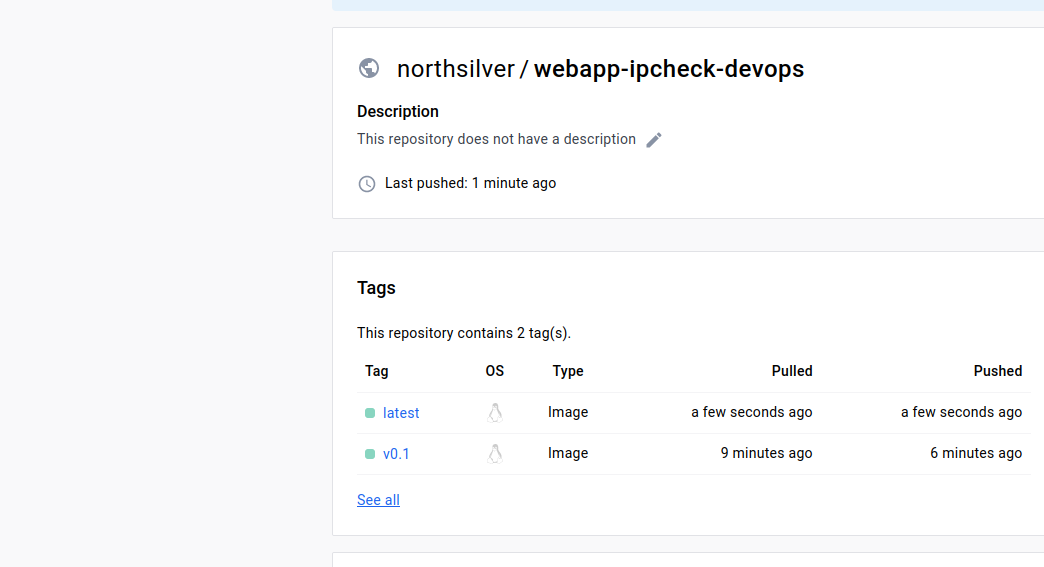 northsilver / webapp-ipcheck-devops
Description
This repository does not have a description
Last pushed: 1 minute ago
Tags
This repository contains 2 tag(s).
Tag OS Type Pulled Pushed
latest Image a few seconds ago a few seconds ago
v0.1 Image 9 minutes ago 6 minutes ago
See all